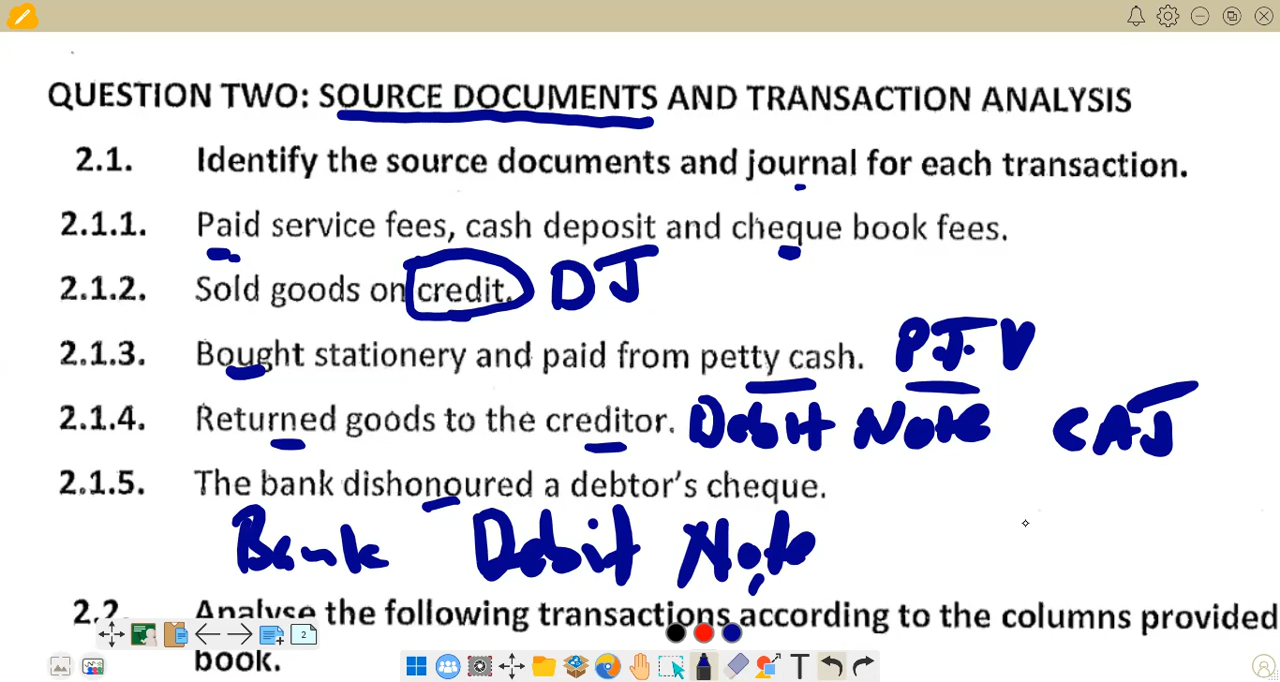 QUESTION TWO: SOURCE DOCUMENTS AND TRANSACTION ANALYSIS
2.1. Identify the source documents and journal for each transaction.
2.1.1. Paid service fees, cash deposit and cheque book fees.
2.1.2. Sold goods on credit. DJ
2.1.3. Bought stationery and paid from petty cash. P.J. V
2.1.4. Returned goods to the creditor. Debit Note CAJ
2.1.5. The bank dishonoured a debtor's cheque.
Bank Debit Note
2.2. Analyse the following transactions according to the columns provided
book.
2